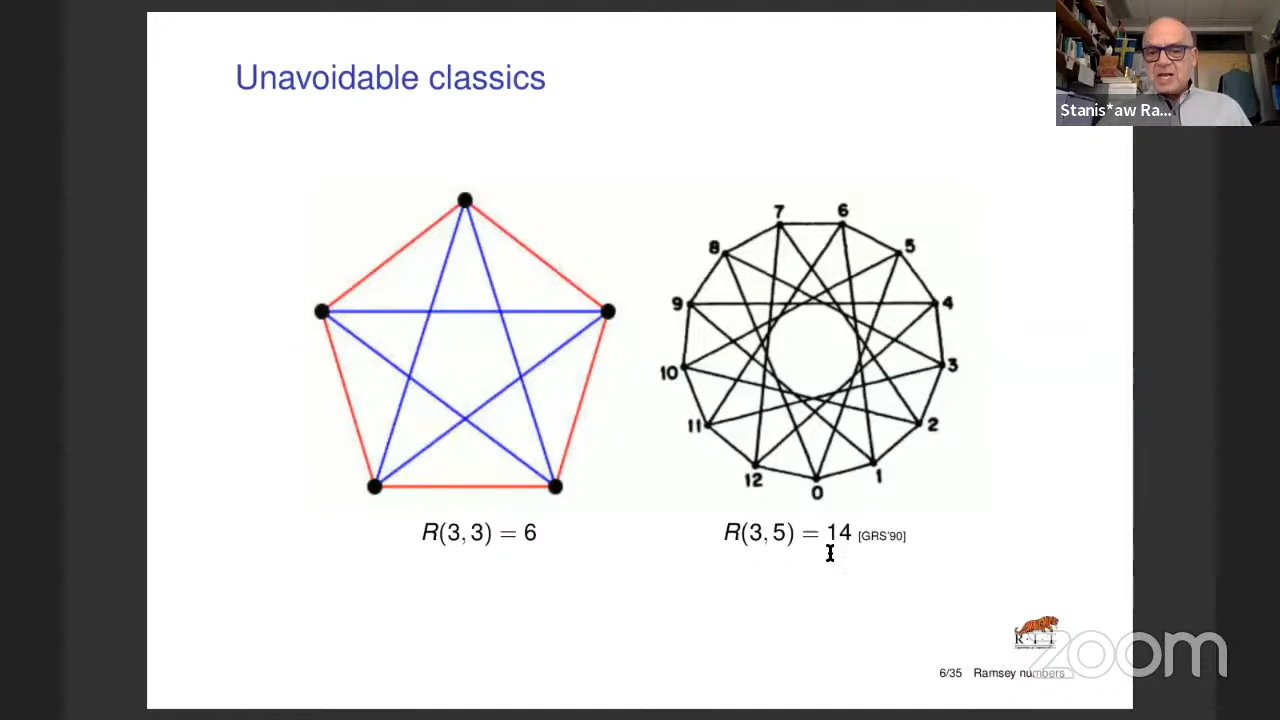 Unavoidable classics
Stanis*aw Ra...
7
6
8
5
9
4
10
3
11
2
12
1
0
R(3, 3) = 6
R(3, 5) = 14 [GRS'90]
R·I·T
zoom
6/35 Ramsey numbers